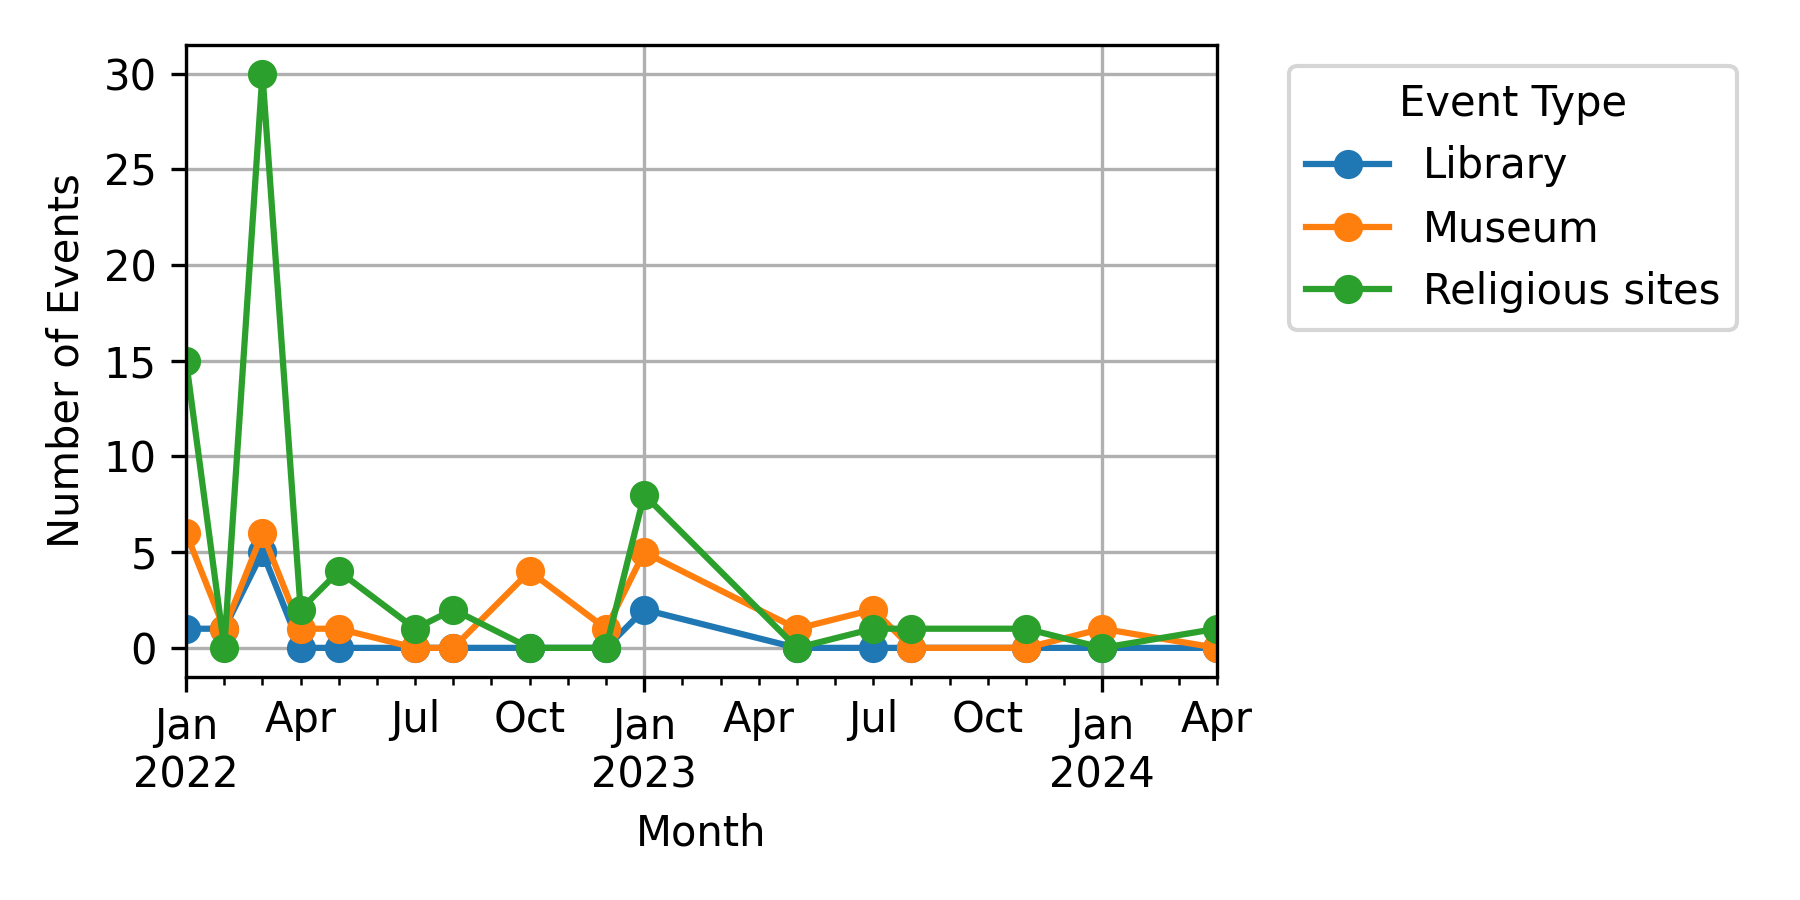 30
25
20
15
10
5
0
Number of Events
Jan Apr Jul Oct Jan Apr Jul Oct Jan Apr
2022 2023 2024
Month
Event Type
Library
Museum
Religious sites